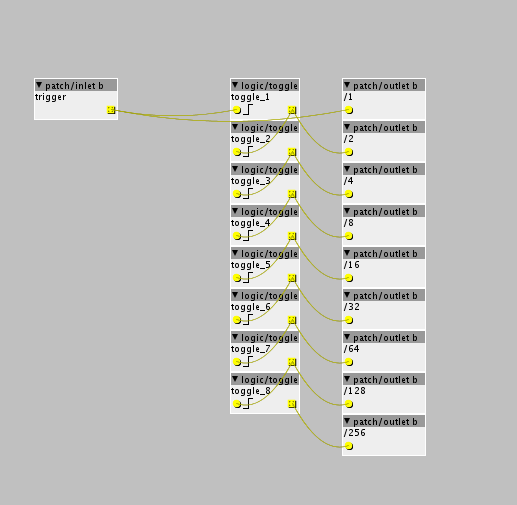 patch/inlet b
trigger
logic/toggle
toggle_1
logic/toggle
toggle_2
logic/toggle
toggle_3
logic/toggle
toggle_4
logic/toggle
toggle_5
logic/toggle
toggle_6
logic/toggle
toggle_7
logic/toggle
toggle_8
patch/outlet b
/1
patch/outlet b
/2
patch/outlet b
/4
patch/outlet b
/8
patch/outlet b
/16
patch/outlet b
/32
patch/outlet b
/64
patch/outlet b
/128
patch/outlet b
/256